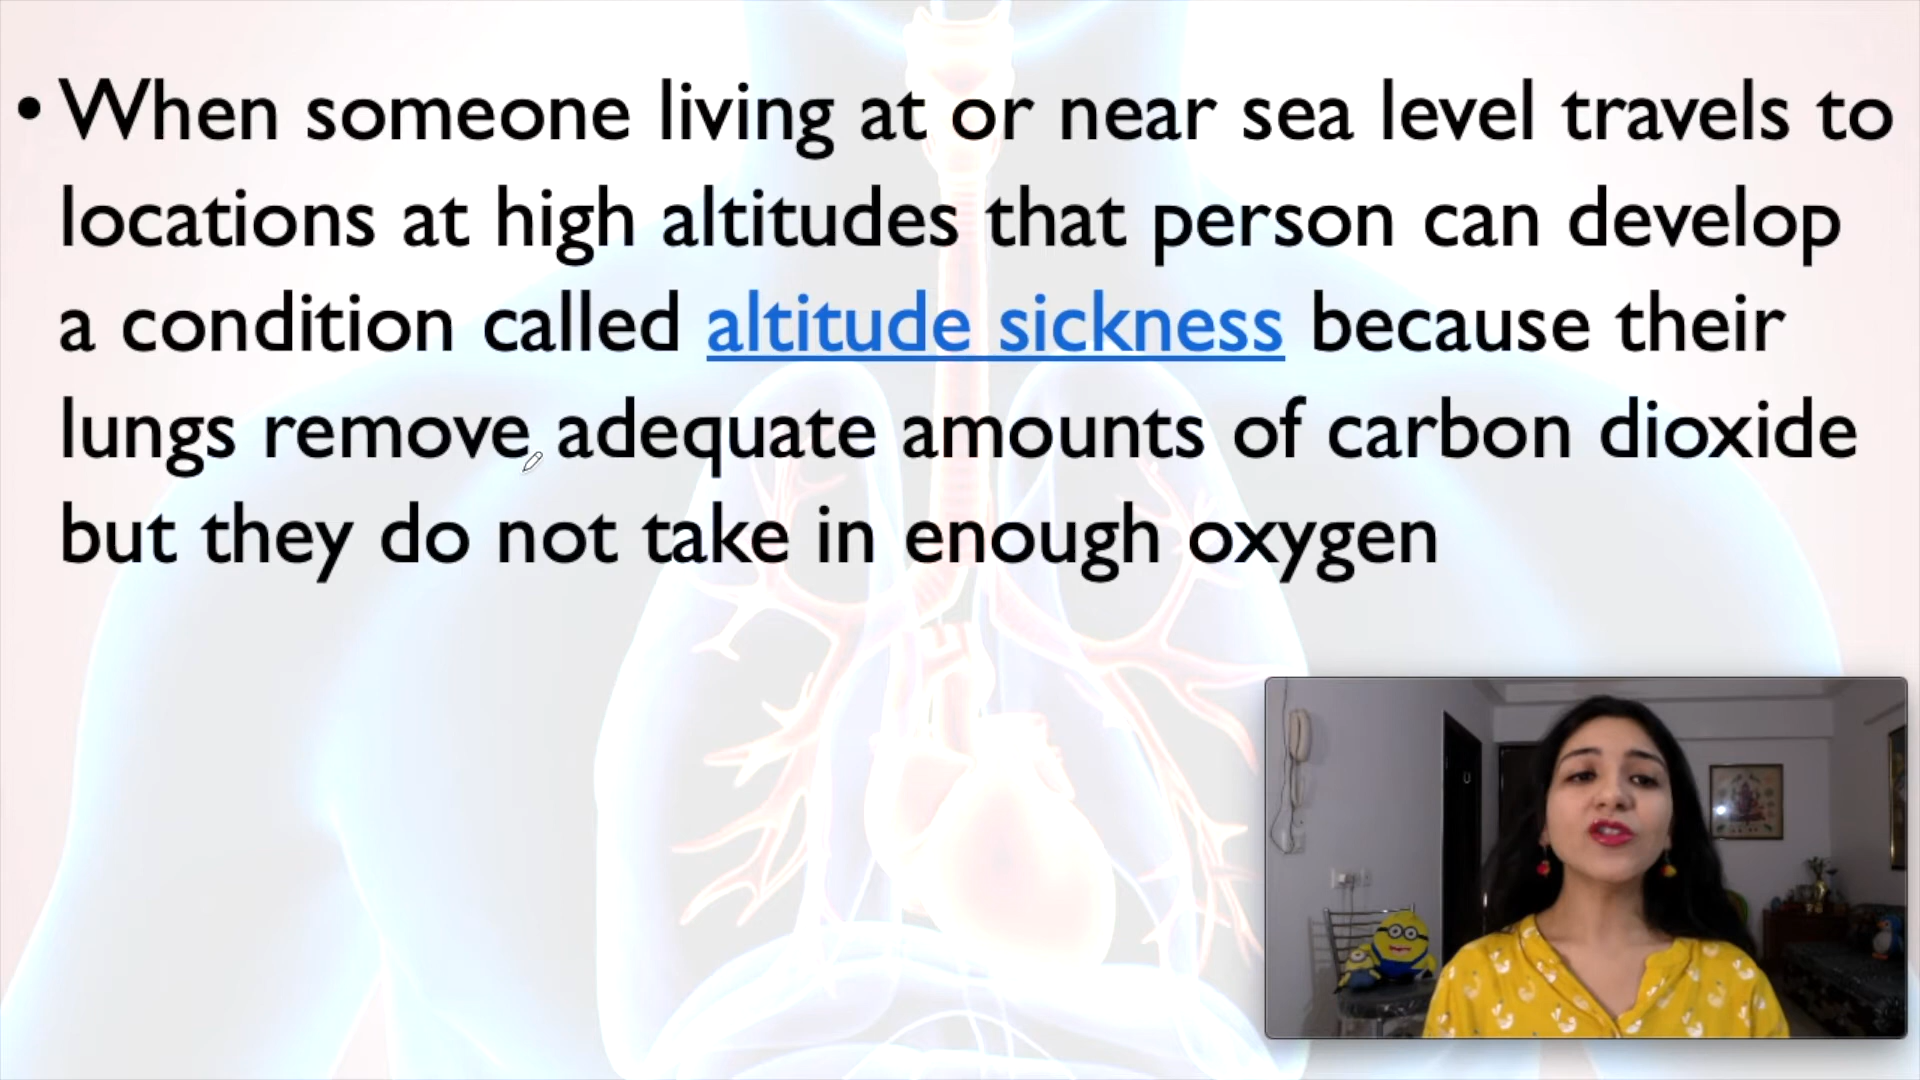 • When someone living at or near sea level travels to
locations at high altitudes that person can develop
a condition called altitude sickness because their
lungs remove adequate amounts of carbon dioxide
but they do not take in enough oxygen